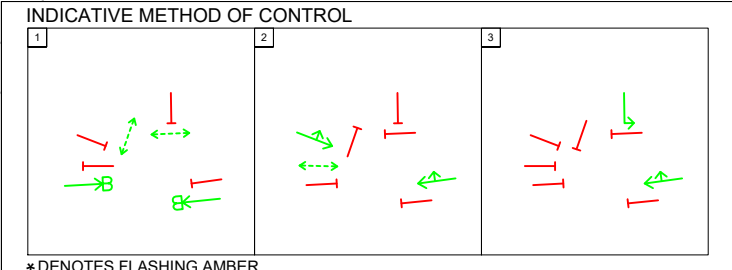 INDICATIVE METHOD OF CONTROL
1
2
3
B
B
* DENOTES FLASHING AMBER